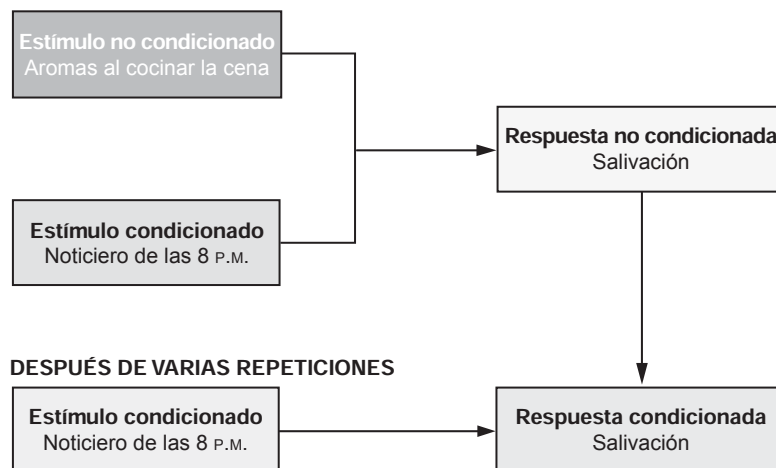 Estímulo no condicionado
Aromas al cocinar la cena
Respuesta no condicionada
Salivación
Estímulo condicionado
Noticiero de las 8 P.M.
DESPUÉS DE VARIAS REPETICIONES
Estímulo condicionado
Noticiero de las 8 P.M.
Respuesta condicionada
Salivación